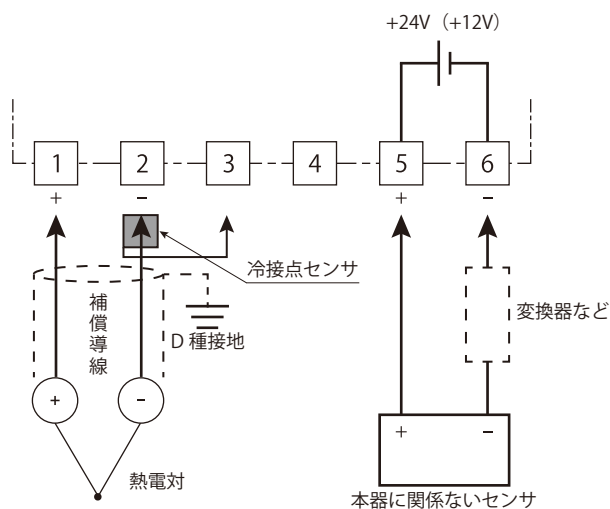 +24V（+12V）
1 2 3 4 5 6
+ − + −
冷接点センサ
補償導線
D種接地
変換器など
+ −
+ −
熱電対
本器に関係ないセンサ